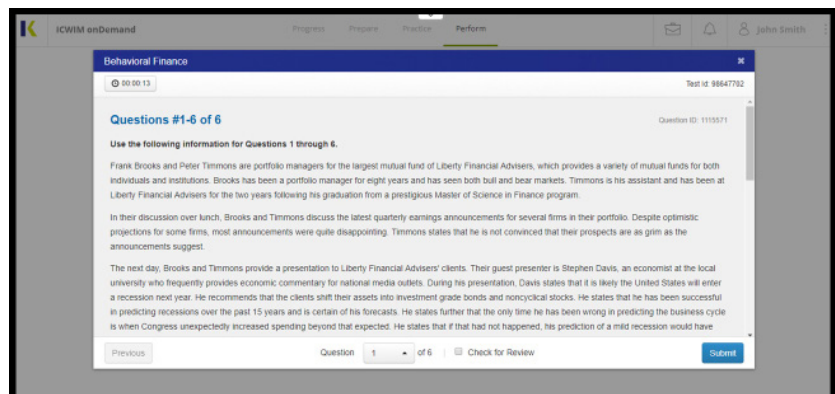 ICWIM onDemand
Progress Prepare Practice Perform
John Smith
Behavioral Finance
00:00:13
Test Id: 98647702
Questions #1-6 of 6
Question ID: 1115571
Use the following information for Questions 1 through 6.
Frank Brooks and Peter Timmons are portfolio managers for the largest mutual fund of Liberty Financial Advisers, which provides a variety of mutual funds for both
individuals and institutions. Brooks has been a portfolio manager for eight years and has seen both bull and bear markets. Timmons is his assistant and has been at
Liberty Financial Advisers for the two years following his graduation from a prestigious Master of Science in Finance program.
In their discussion over lunch, Brooks and Timmons discuss the latest quarterly earnings announcements for several firms in their portfolio. Despite optimistic
projections for some firms, most announcements were quite disappointing. Timmons states that he is not convinced that their prospects are as grim as the
announcements suggest.
The next day, Brooks and Timmons provide a presentation to Liberty Financial Advisers' clients. Their guest presenter is Stephen Davis, an economist at the local
university who frequently provides economic commentary for national media outlets. During his presentation, Davis states that it is likely the United States will enter
a recession next year. He recommends that the clients shift their assets into investment grade bonds and noncyclical stocks. He states that he has been successful
in predicting recessions over the past 15 years and is certain of his forecasts. He states further that the only time he has been wrong in predicting the business cycle
is when Congress unexpectedly increased spending beyond that expected. He states that if that had not happened, his prediction of a mild recession would have
Previous
Question 1 of 6
Check for Review
Submit